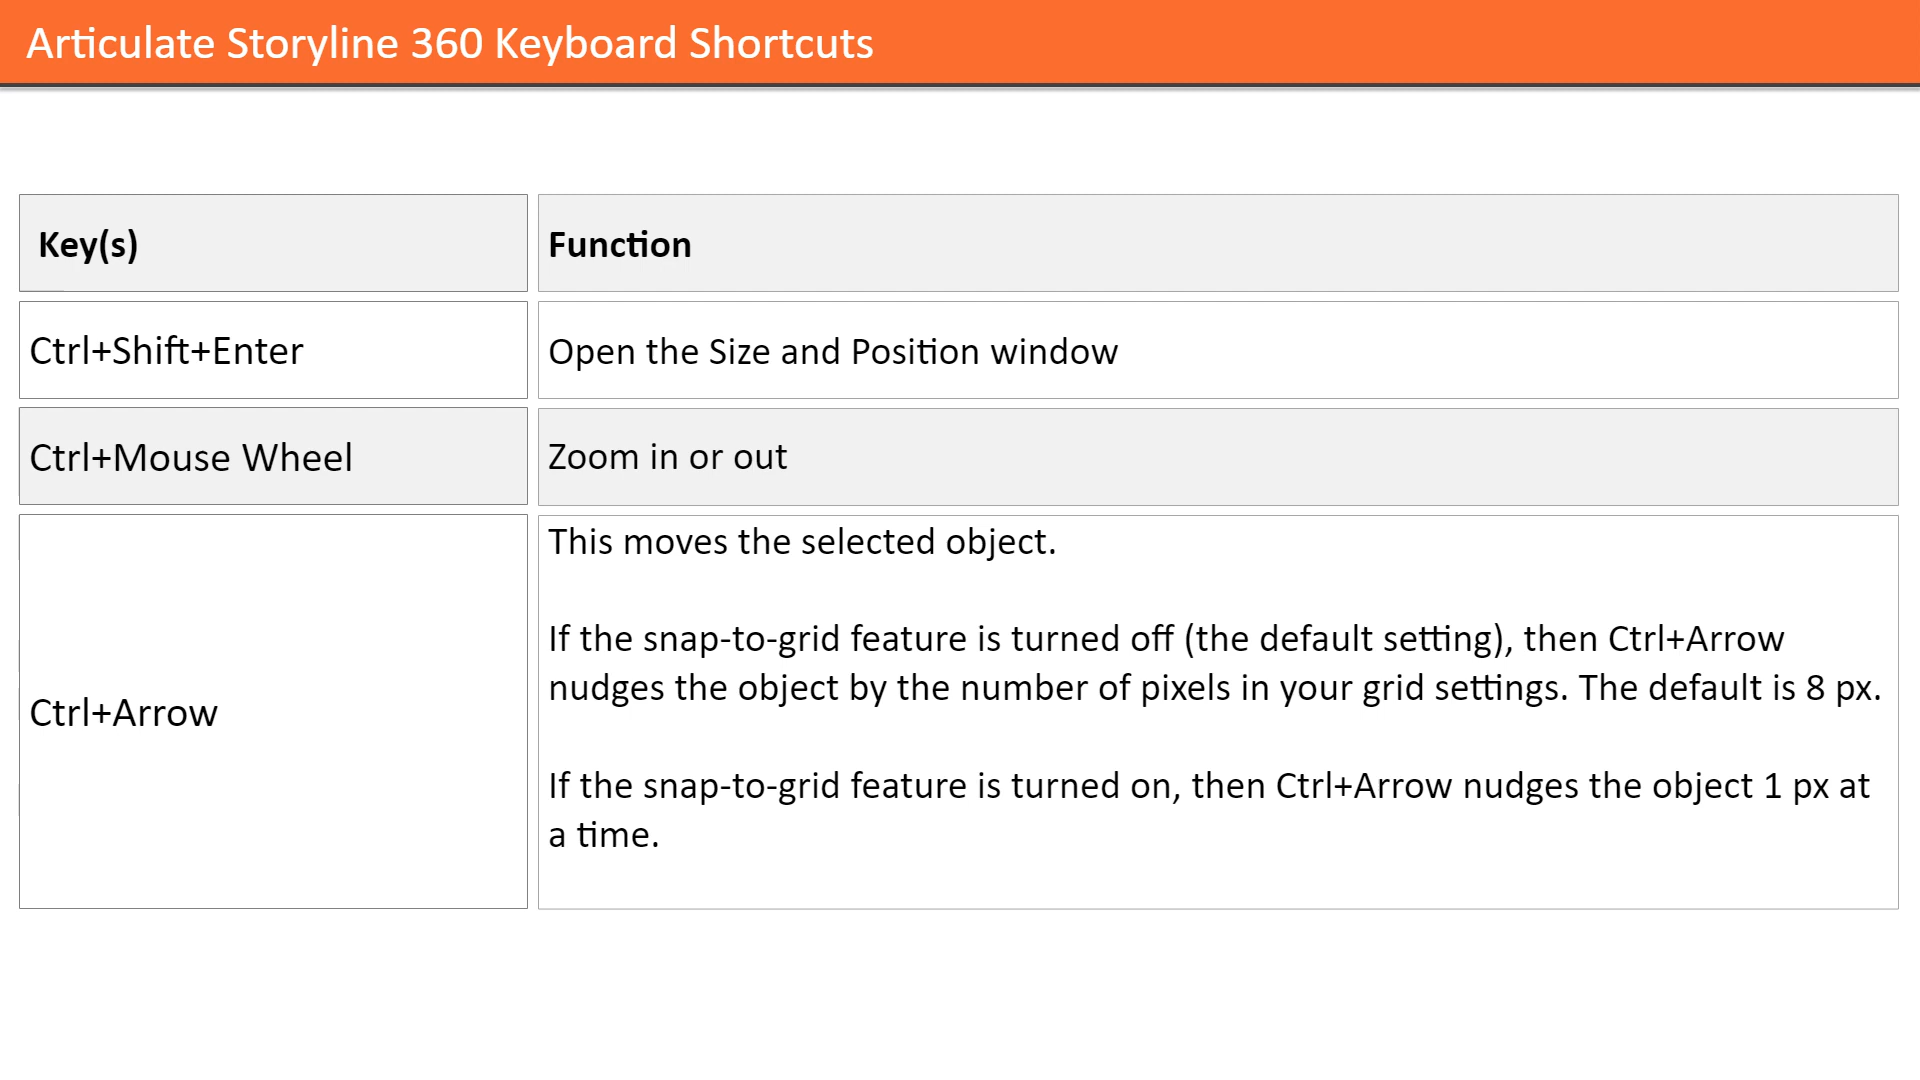 Articulate Storyline 360 Keyboard Shortcuts
Key(s)
Function
Ctrl+Shift+Enter
Open the Size and Position window
Ctrl+Mouse Wheel
Zoom in or out
Ctrl+Arrow
This moves the selected object.
If the snap-to-grid feature is turned off (the default setting), then Ctrl+Arrow
nudges the object by the number of pixels in your grid settings. The default is 8 px.
If the snap-to-grid feature is turned on, then Ctrl+Arrow nudges the object 1 px at
a time.